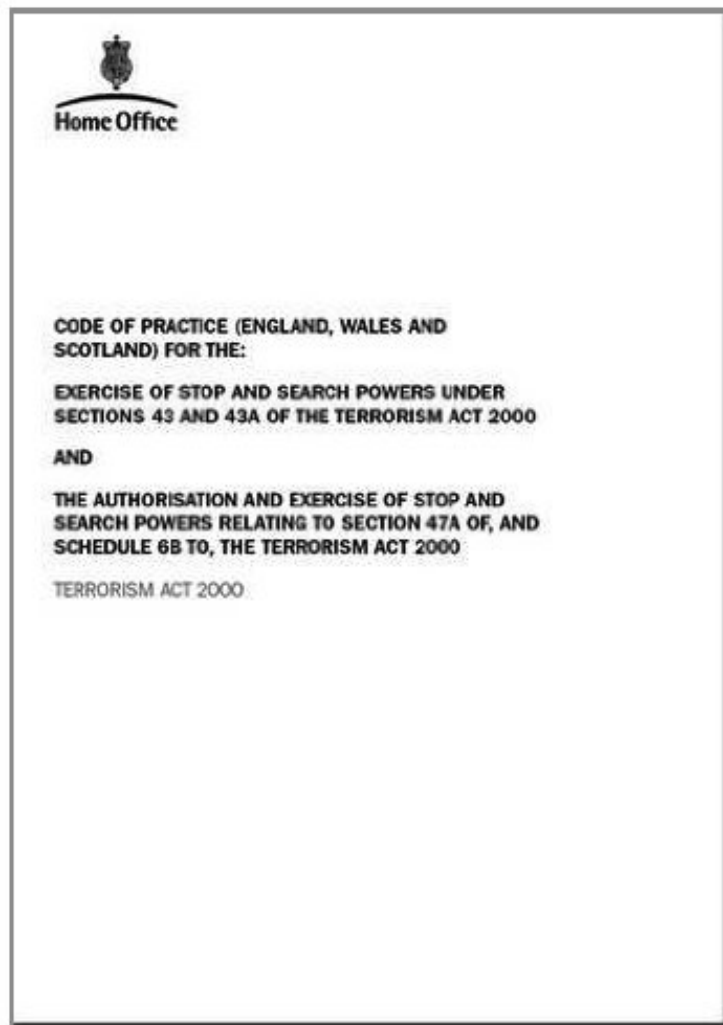 Home Office
CODE OF PRACTICE (ENGLAND, WALES AND
SCOTLAND) FOR THE:
EXERCISE OF STOP AND SEARCH POWERS UNDER
SECTIONS 43 AND 43A OF THE TERRORISM ACT 2000
AND
THE AUTHORISATION AND EXERCISE OF STOP AND
SEARCH POWERS RELATING TO SECTION 47A OF, AND
SCHEDULE 6B TO, THE TERRORISM ACT 2000
TERRORISM ACT 2000